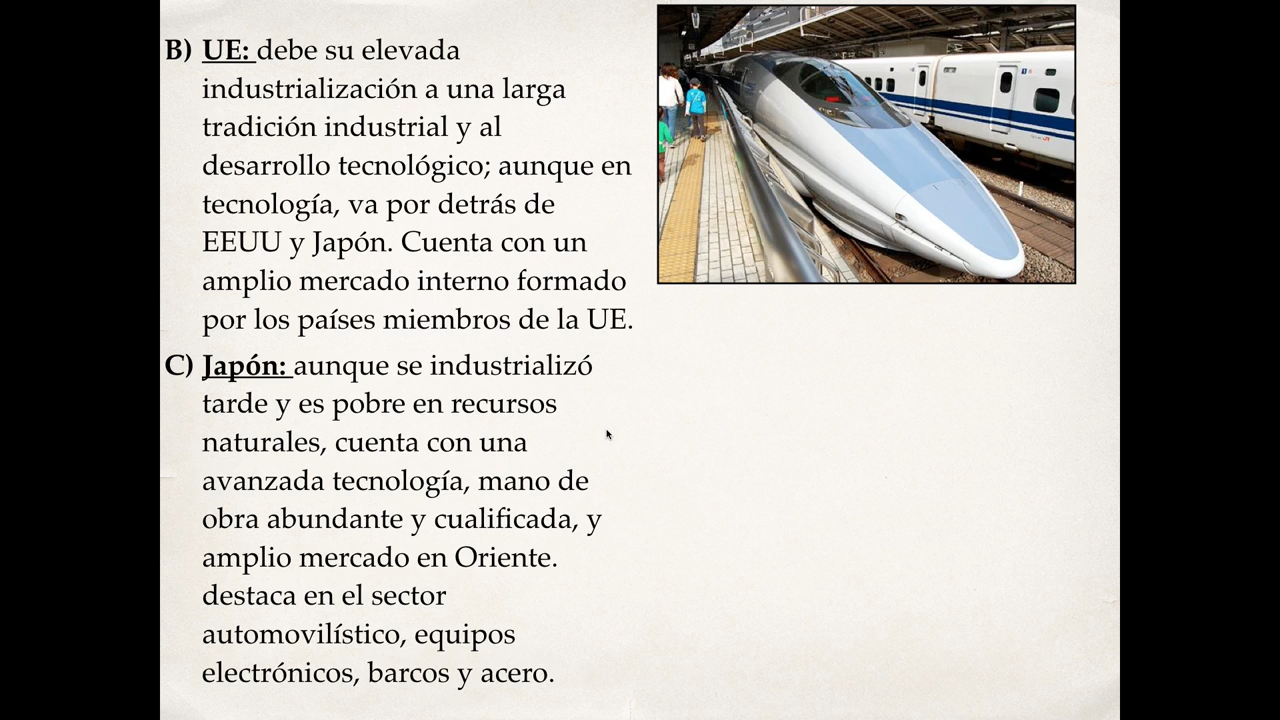 B) UE: debe su elevada
industrialización a una larga
tradición industrial y al
desarrollo tecnológico; aunque en
tecnología, va por detrás de
EEUU y Japón. Cuenta con un
amplio mercado interno formado
por los países miembros de la UE.
C) Japón: aunque se industrializó
tarde y es pobre en recursos
naturales, cuenta con una
avanzada tecnología, mano de
obra abundante y cualificada, y
amplio mercado en Oriente.
destaca en el sector
automovilístico, equipos
electrónicos, barcos y acero.